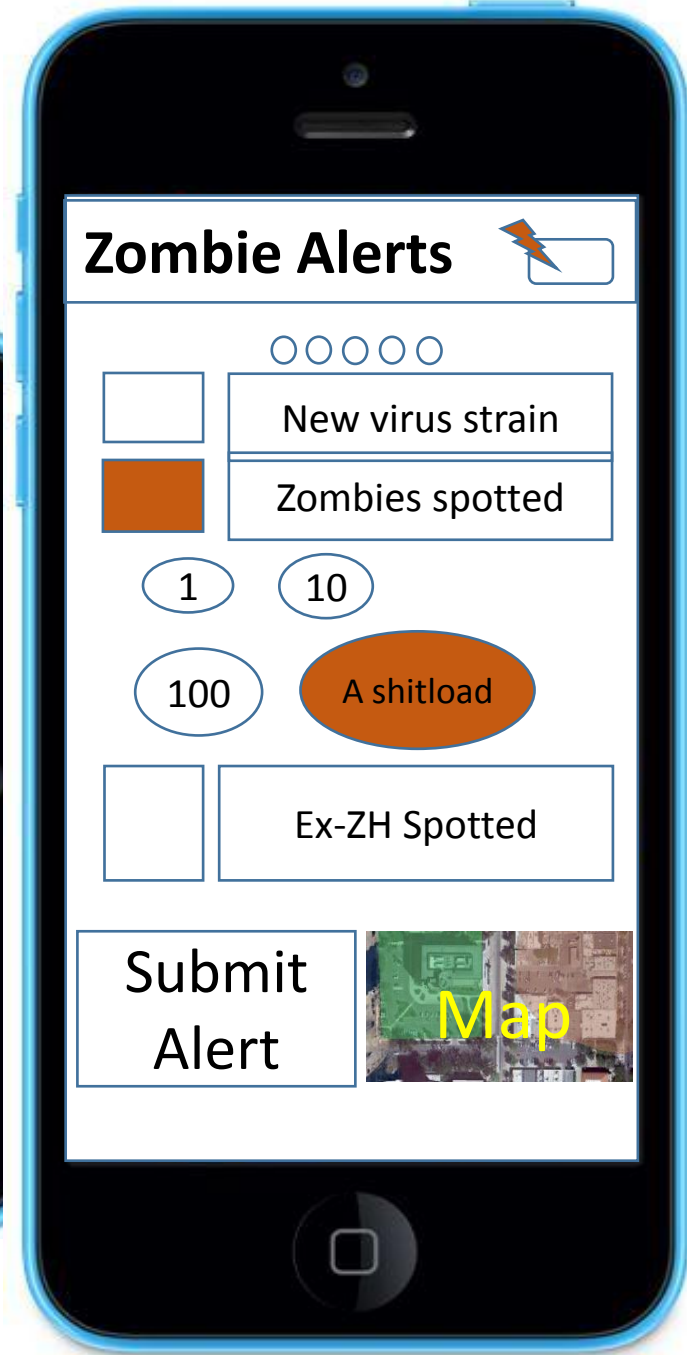 Zombie Alerts
New virus strain
Zombies spotted
1 10
100 A shitload
Ex-ZH Spotted
Submit
Alert
Map